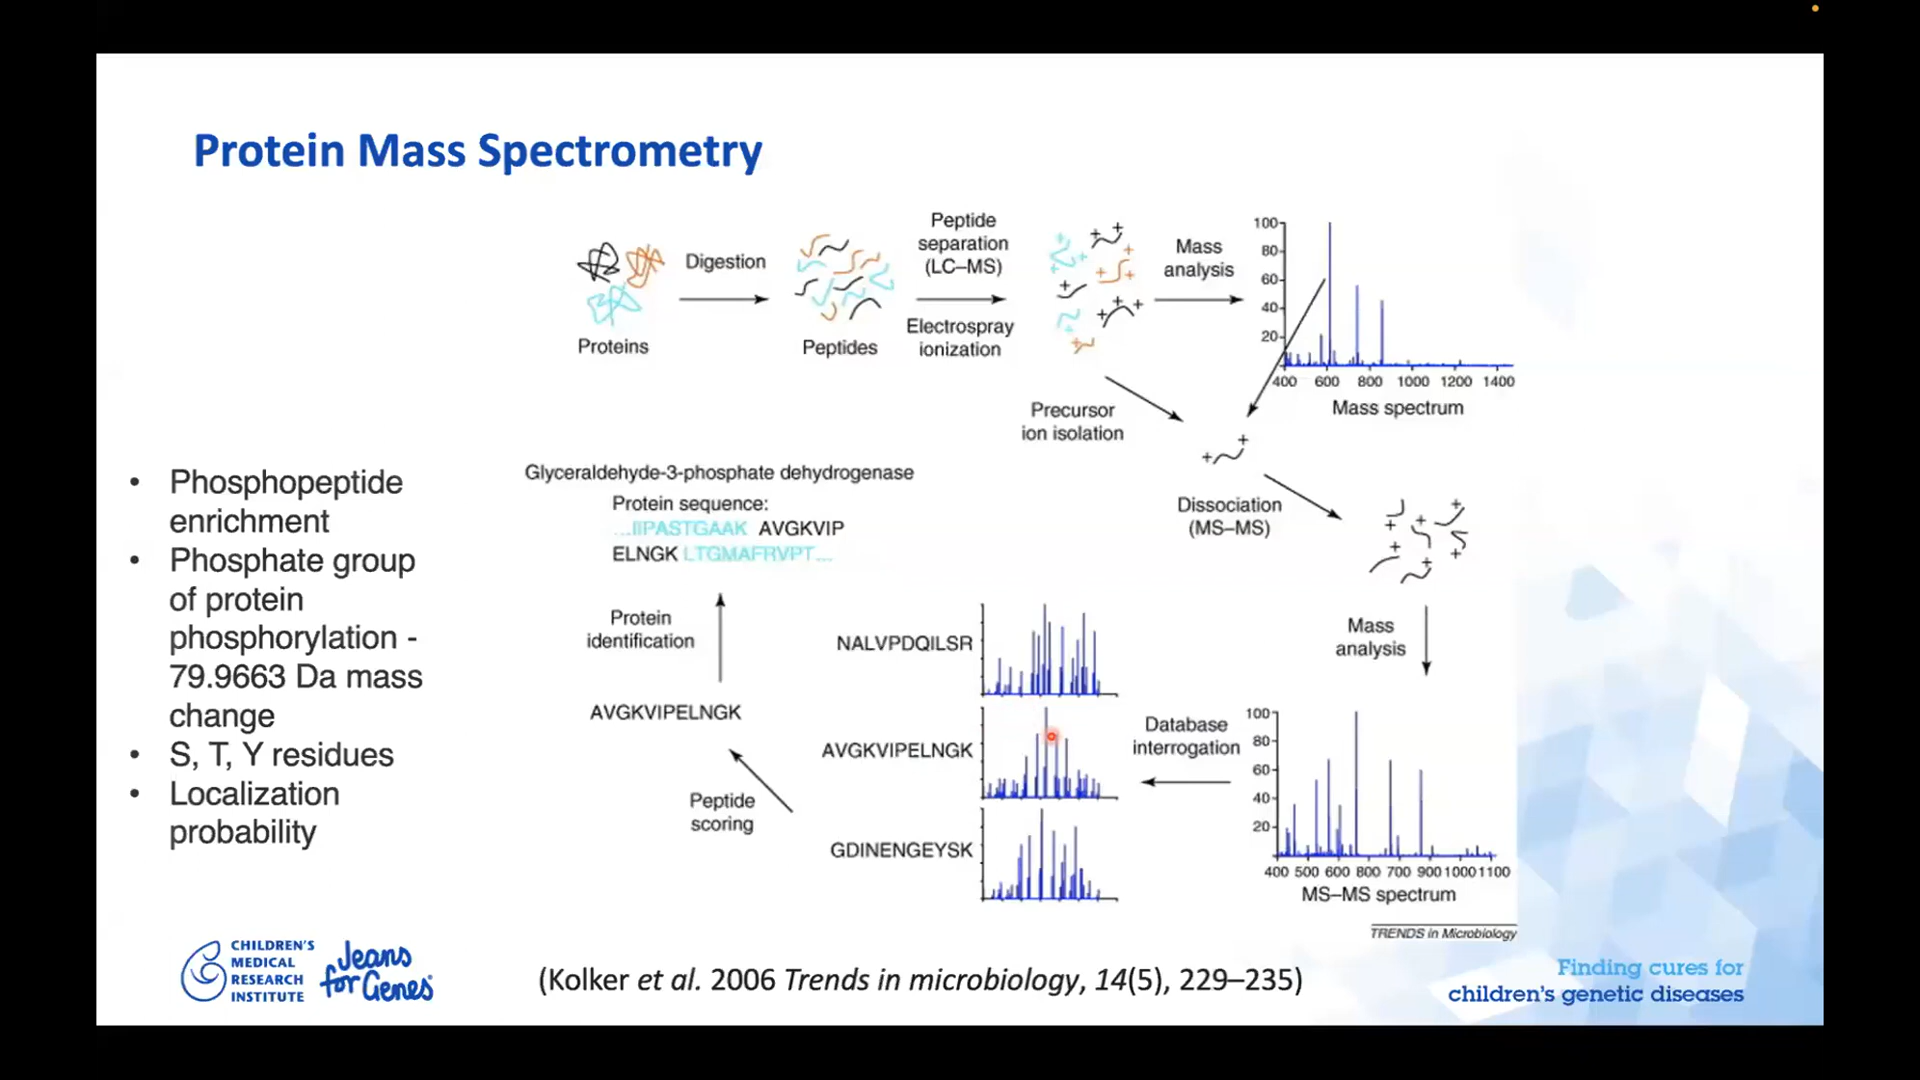 Protein Mass Spectrometry
Proteins
Digestion
Peptides
Peptide
separation
(LC–MS)
Electrospray
ionization
Mass
analysis
100
80
60
40
20
400 600 800 1000 1200 1400
Mass spectrum
Precursor
ion isolation
Dissociation
(MS–MS)
Mass
analysis
100
80
60
40
20
400 500 600 800 700 900 1000 1100
MS–MS spectrum
Database
interrogation
NALVPDQILSR
AVGKVIPELNGK
GDINENGEYSK
Peptide
scoring
AVGKVIPELNGK
Protein
identification
Glyceraldehyde-3-phosphate dehydrogenase
Protein sequence:
...IIPASTGAAK AVGKVIP
ELNGK LTGMAFRVPT...
• Phosphopeptide
enrichment
• Phosphate group
of protein
phosphorylation -
79.9663 Da mass
change
• S, T, Y residues
• Localization
probability
TRENDS in Microbiology
CHILDREN'S
MEDICAL
RESEARCH
INSTITUTE
Jeans
for Genes
(Kolker et al. 2006 Trends in microbiology, 14(5), 229–235)
Finding cures for
children's genetic diseases